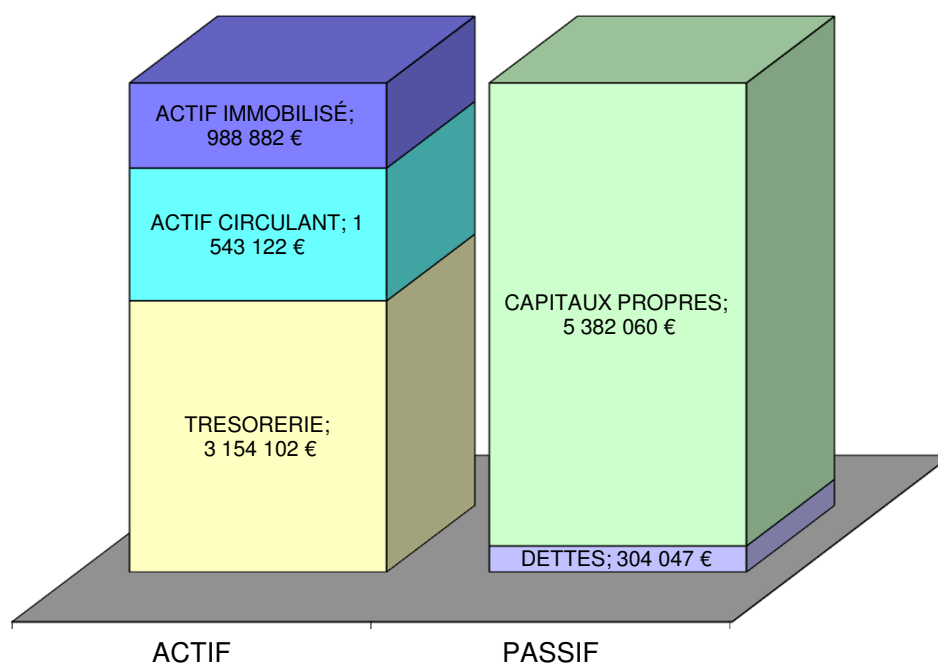 ACTIF IMMOBILISÉ;
988 882 €
ACTIF CIRCULANT; 1
543 122 €
TRESORERIE;
3 154 102 €
CAPITAUX PROPRES;
5 382 060 €
DETTES; 304 047 €
ACTIF
PASSIF